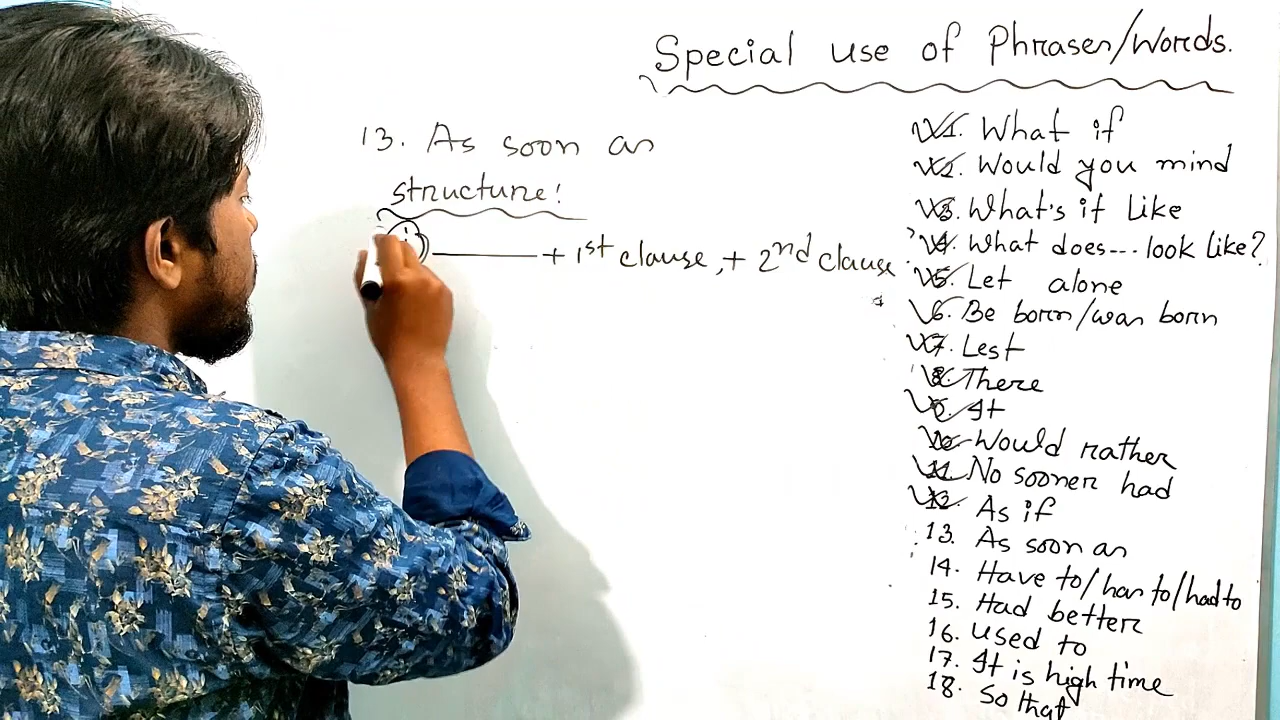 Special use of Phrases/Words.
13. As soon as
structure:
(i) ——— + 1st clause, + 2nd clause
1. What if
2. Would you mind
3. What's it like
4. What does... look like?
5. Let alone
6. Be born/was born
7. Lest
8. There
9. It
10. Would rather
11. No sooner had
12. As if
13. As soon as
14. Have to/has to/had to
15. Had better
16. used to
17. It is high time
18. So that